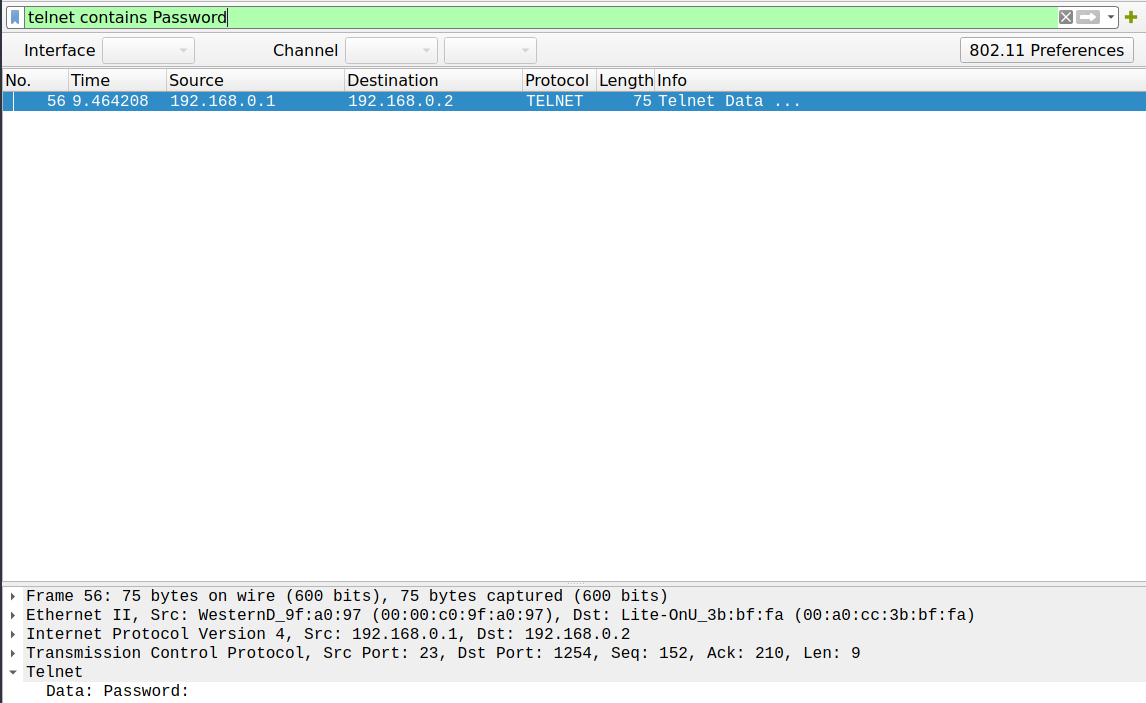 telnet contains Password
Interface Channel 802.11 Preferences
No. Time Source Destination Protocol Length Info
56 9.464208 192.168.0.1 192.168.0.2 TELNET 75 Telnet Data ...
Frame 56: 75 bytes on wire (600 bits), 75 bytes captured (600 bits)
Ethernet II, Src: WesternD_9f:a0:97 (00:00:c0:9f:a0:97), Dst: Lite-OnU_3b:bf:fa (00:a0:cc:3b:bf:fa)
Internet Protocol Version 4, Src: 192.168.0.1, Dst: 192.168.0.2
Transmission Control Protocol, Src Port: 23, Dst Port: 1254, Seq: 152, Ack: 210, Len: 9
Telnet
Data: Password: